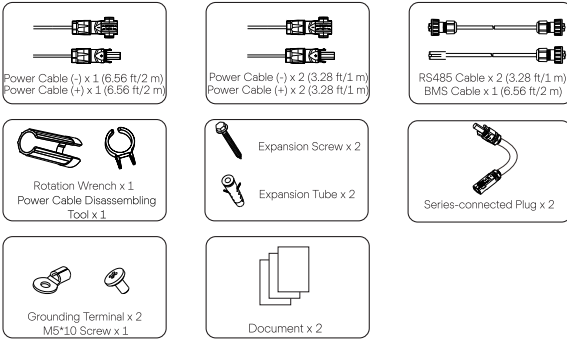 Power Cable (-) x 1 (6.56 ft/2 m)
Power Cable (+) x 1 (6.56 ft/2 m)
Power Cable (-) x 2 (3.28 ft/1 m)
Power Cable (+) x 2 (3.28 ft/1 m)
RS485 Cable x 2 (3.28 ft/1 m)
BMS Cable x 1 (6.56 ft/2 m)
Rotation Wrench x 1
Power Cable Disassembling
Tool x 1
Expansion Screw x 2
Expansion Tube x 2
Series-connected Plug x 2
Grounding Terminal x 2
M5*10 Screw x 1
Document x 2